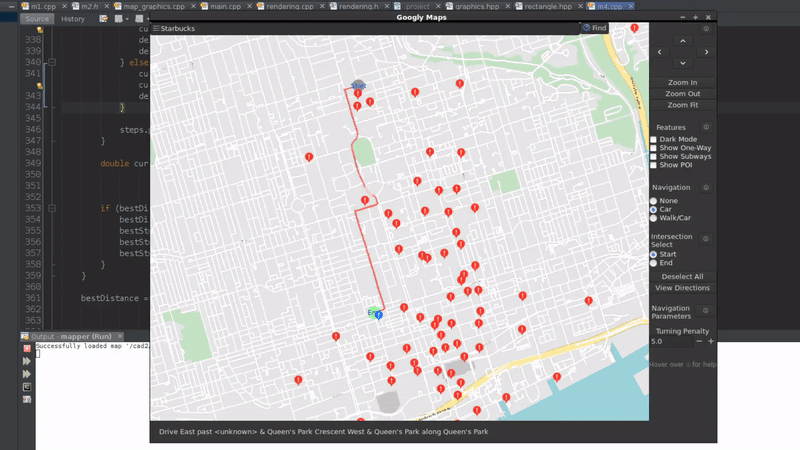 m1.cpp m2.h map_graphics.cpp main.cpp rendering.cpp rendering.h .project graphics.hpp rectangle.hpp m4.cpp
Source History
Googly Maps
Starbucks
Find
338 cu
339 de
de
340 } else
341 cu
cu
343 de
344 }
345
346 steps.p
347 }
348
349 double cur
350
351
352
353 if (bestDi
354 bestDi
355 bestSt
356 bestSt
357 bestSt
358 }
359 }
360
361 bestDistance =
362
363
Start
End
Zoom In
Zoom Out
Zoom Fit
Features
Dark Mode
Show One-Way
Show Subways
Show POI
Navigation
None
Car
Walk/Car
Intersection
Select
Start
End
Deselect All
View Directions
Navigation
Parameters
Turning Penalty
5.0
Hover over for help
Output - mapper (Run)
Successfully loaded map '/cad2/
Drive East past <unknown> & Queen's Park Crescent West & Queen's Park along Queen's Park